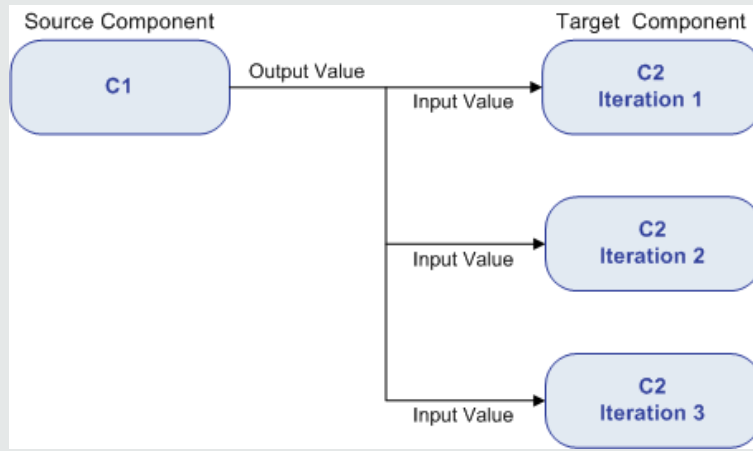 Source Component
Target Component
C1
Output Value
Input Value
C2
Iteration 1
Input Value
C2
Iteration 2
Input Value
C2
Iteration 3